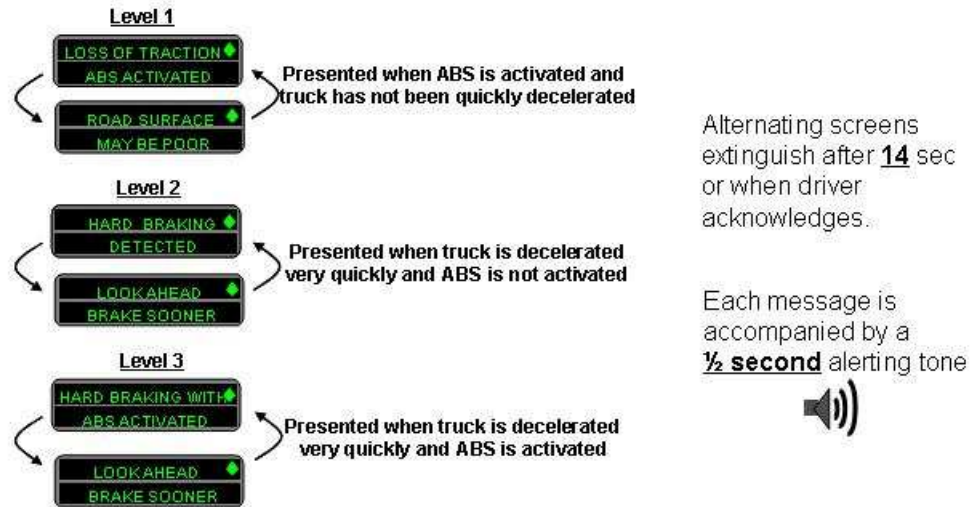 Level 1
LOSS OF TRACTION
ABS ACTIVATED
ROAD SURFACE
MAY BE POOR
Presented when ABS is activated and
truck has not been quickly decelerated
Level 2
HARD BRAKING
DETECTED
LOOK AHEAD
BRAKE SOONER
Presented when truck is decelerated
very quickly and ABS is not activated
Level 3
HARD BRAKING WITH
ABS ACTIVATED
LOOK AHEAD
BRAKE SOONER
Presented when truck is decelerated
very quickly and ABS is activated
Alternating screens
extinguish after 14 sec
or when driver
acknowledges.
Each message is
accompanied by a
½ second alerting tone